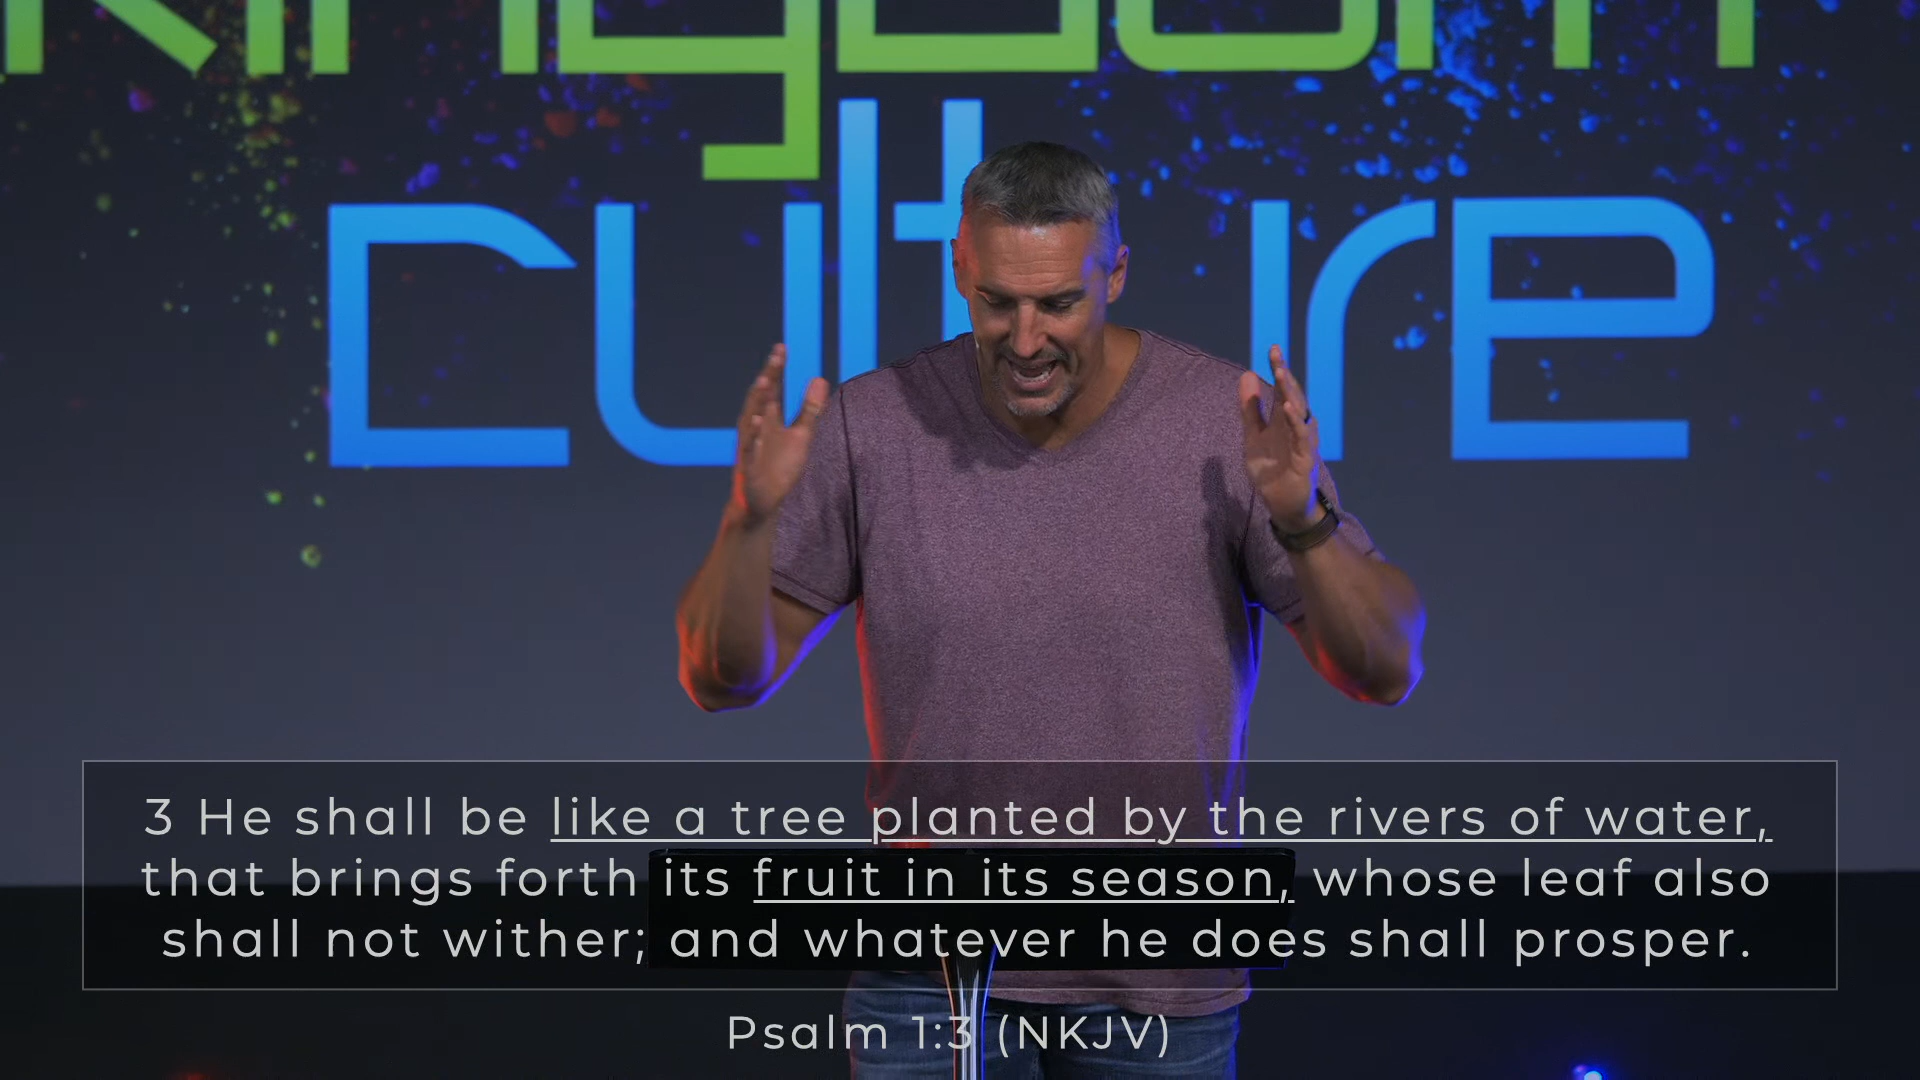 Kingdom
culture
3 He shall be like a tree planted by the rivers of water,
that brings forth its fruit in its season, whose leaf also
shall not wither; and whatever he does shall prosper.
Psalm 1:3 (NKJV)